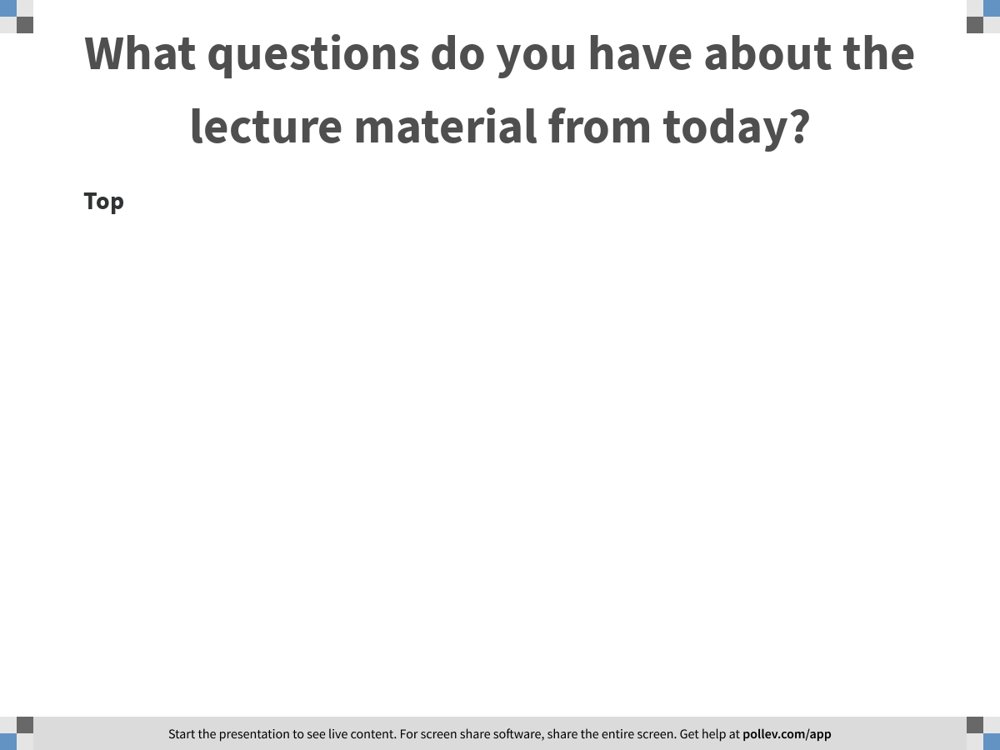 What questions do you have about the
lecture material from today?
Top
Start the presentation to see live content. For screen share software, share the entire screen. Get help at pollev.com/app